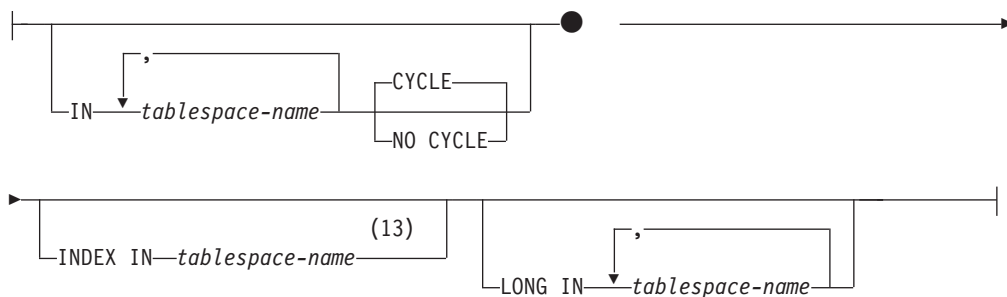 ,
CYCLE
IN tablespace-name
NO CYCLE
(13)
,
INDEX IN tablespace-name
LONG IN tablespace-name